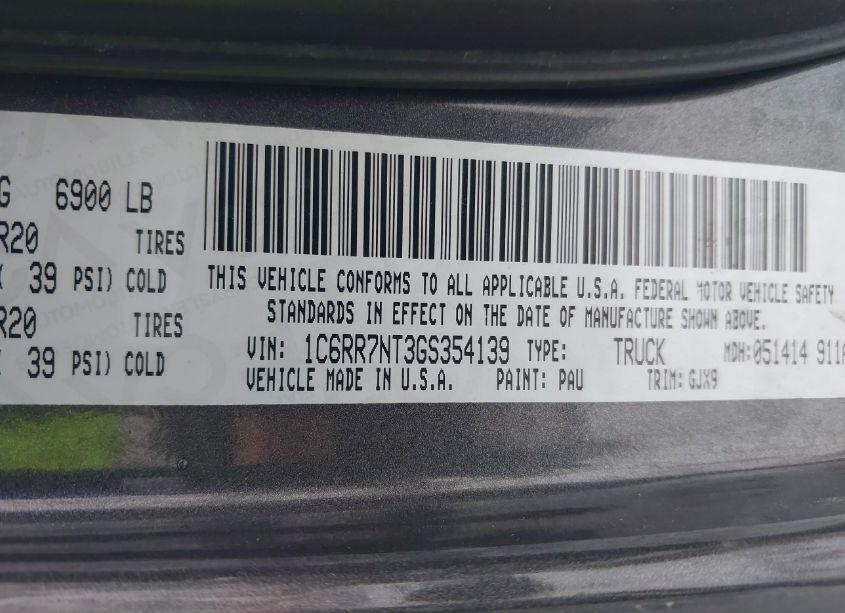 G 6900 LB
R20 TIRES
39 PSI) COLD
R20 TIRES
39 PSI) COLD
THIS VEHICLE CONFORMS TO ALL APPLICABLE U.S.A. FEDERAL MOTOR VEHICLE SAFETY
STANDARDS IN EFFECT ON THE DATE OF MANUFACTURE SHOWN ABOVE.
VIN: 1C6RR7NT3GS354139 TYPE: TRUCK MDH: 051414 911A
VEHICLE MADE IN U.S.A. PAINT: PAU TRIM: GJX9